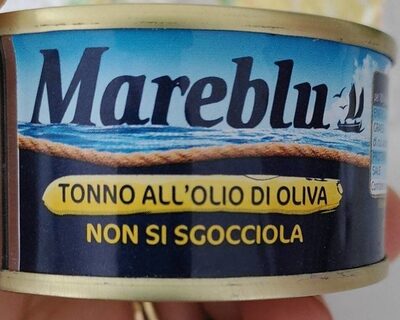 Mareblu
TONNO ALL'OLIO DI OLIVA
NON SI SGOCCIOLA